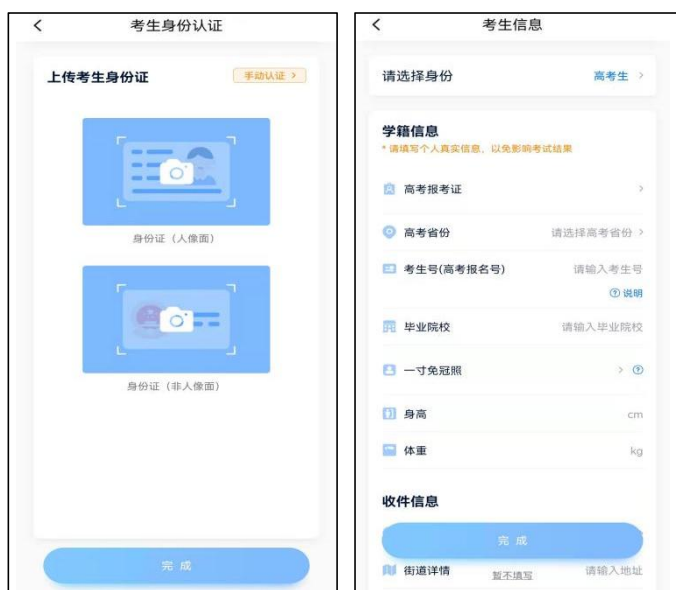 考生身份认证
上传考生身份证
手动认证 >
身份证（人像面）
身份证（非人像面）
完成
考生信息
请选择身份 高考生 >
学籍信息
* 请填写个人真实信息，以免影响考试结果
高考报考证 >
高考省份 请选择高考省份 >
考生号(高考报名号) 请输入考生号
? 说明
毕业院校 请输入毕业院校
一寸免冠照 > ?
身高 cm
体重 kg
收件信息
完成
街道详情 请输入地址
暂不填写